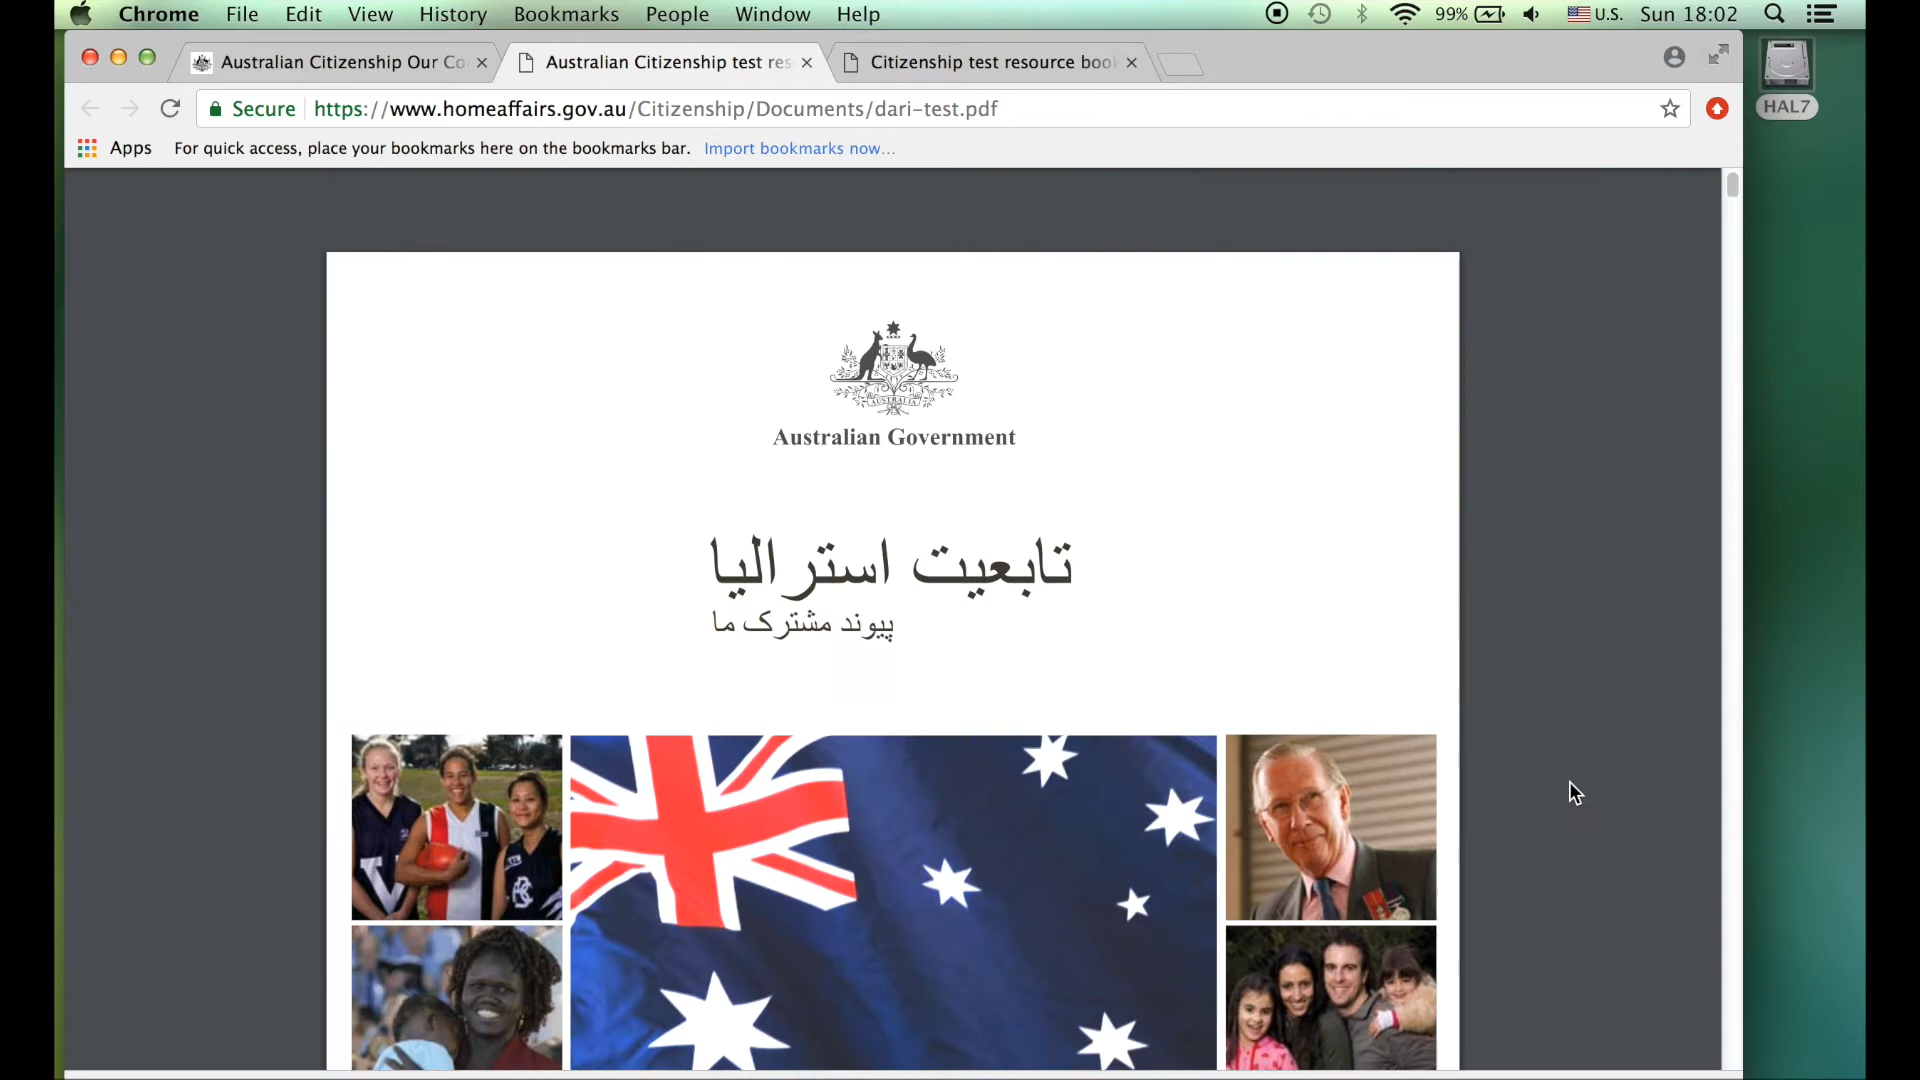 Chrome File Edit View History Bookmarks People Window Help 99% U.S. Sun 18:02
Australian Citizenship Our Co
Australian Citizenship test res
Citizenship test resource boo
Secure https://www.homeaffairs.gov.au/Citizenship/Documents/dari-test.pdf
HAL7
Apps For quick access, place your bookmarks here on the bookmarks bar. Import bookmarks now...
AUSTRALIA
Australian Government
تابعیت استرالیا
پیوند مشترک ما